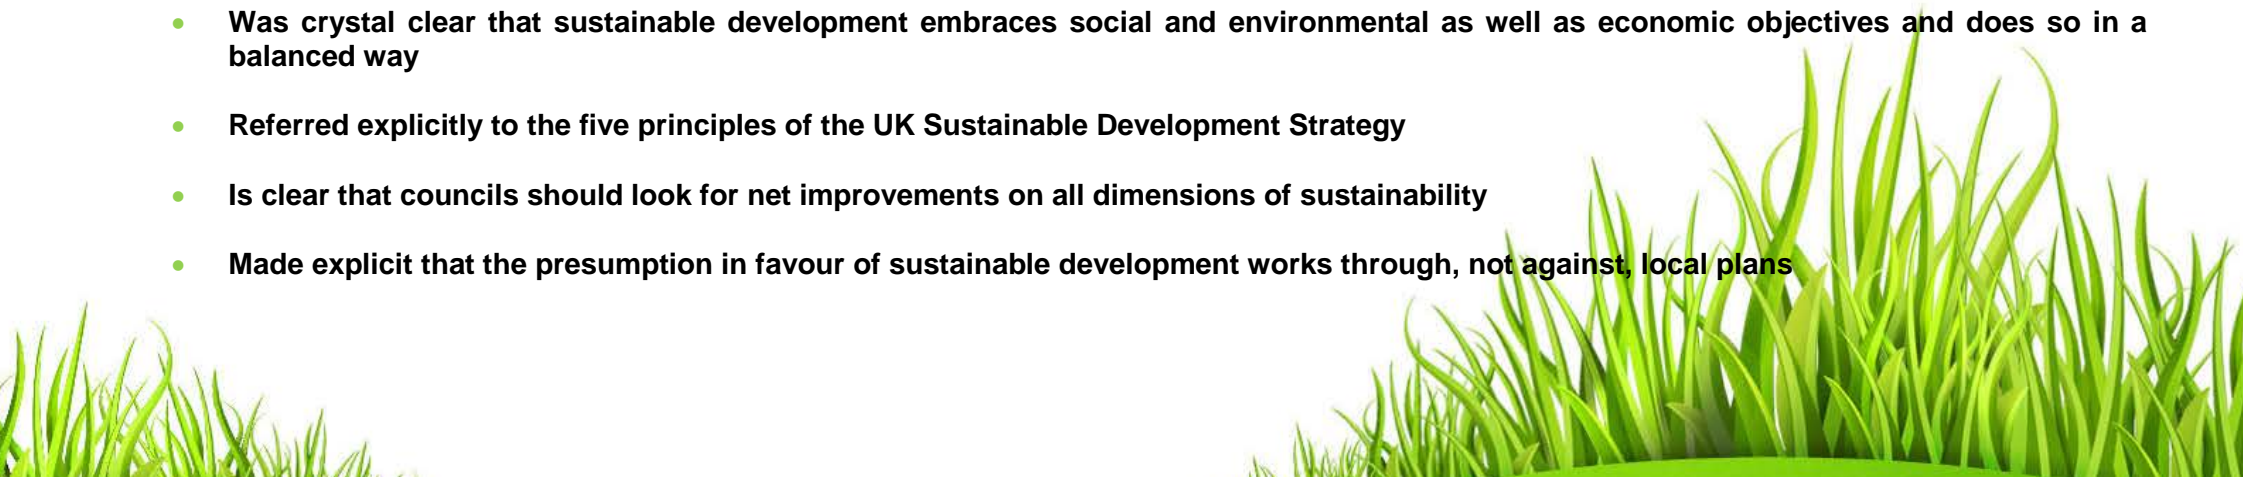 • Was crystal clear that sustainable development embraces social and environmental as well as economic objectives and does so in a
balanced way
• Referred explicitly to the five principles of the UK Sustainable Development Strategy
• Is clear that councils should look for net improvements on all dimensions of sustainability
• Made explicit that the presumption in favour of sustainable development works through, not against, local plans